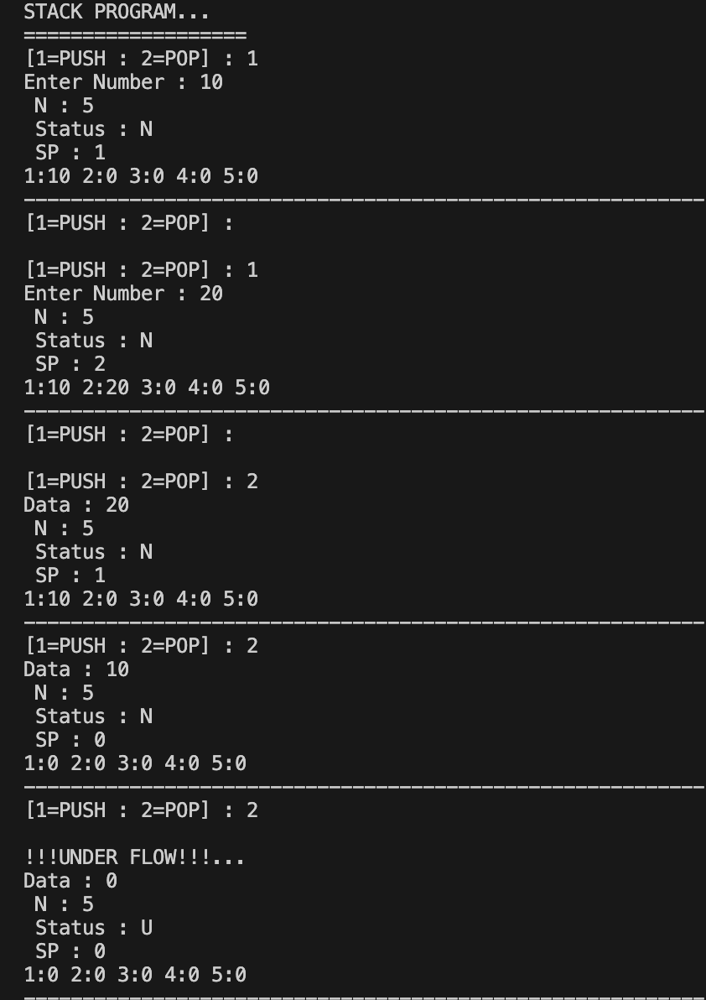 STACK PROGRAM...
===================
[1=PUSH : 2=POP] : 1
Enter Number : 10
N : 5
Status : N
SP : 1
1:10 2:0 3:0 4:0 5:0
----------------------------------------------------------
[1=PUSH : 2=POP] :
[1=PUSH : 2=POP] : 1
Enter Number : 20
N : 5
Status : N
SP : 2
1:10 2:20 3:0 4:0 5:0
----------------------------------------------------------
[1=PUSH : 2=POP] :
[1=PUSH : 2=POP] : 2
Data : 20
N : 5
Status : N
SP : 1
1:10 2:0 3:0 4:0 5:0
----------------------------------------------------------
[1=PUSH : 2=POP] : 2
Data : 10
N : 5
Status : N
SP : 0
1:0 2:0 3:0 4:0 5:0
----------------------------------------------------------
[1=PUSH : 2=POP] : 2
!!!UNDER FLOW!!!...
Data : 0
N : 5
Status : U
SP : 0
1:0 2:0 3:0 4:0 5:0
----------------------------------------------------------